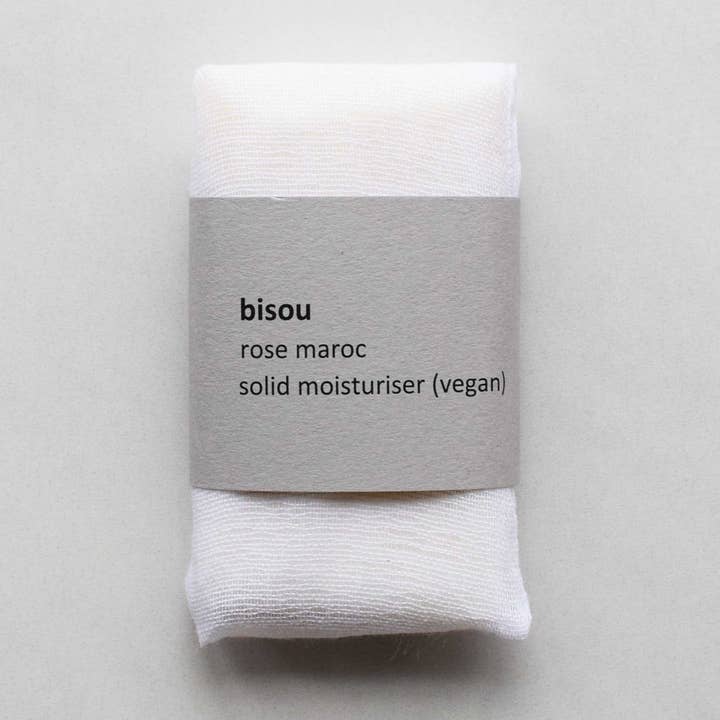 bisou
rose maroc
solid moisturiser (vegan)